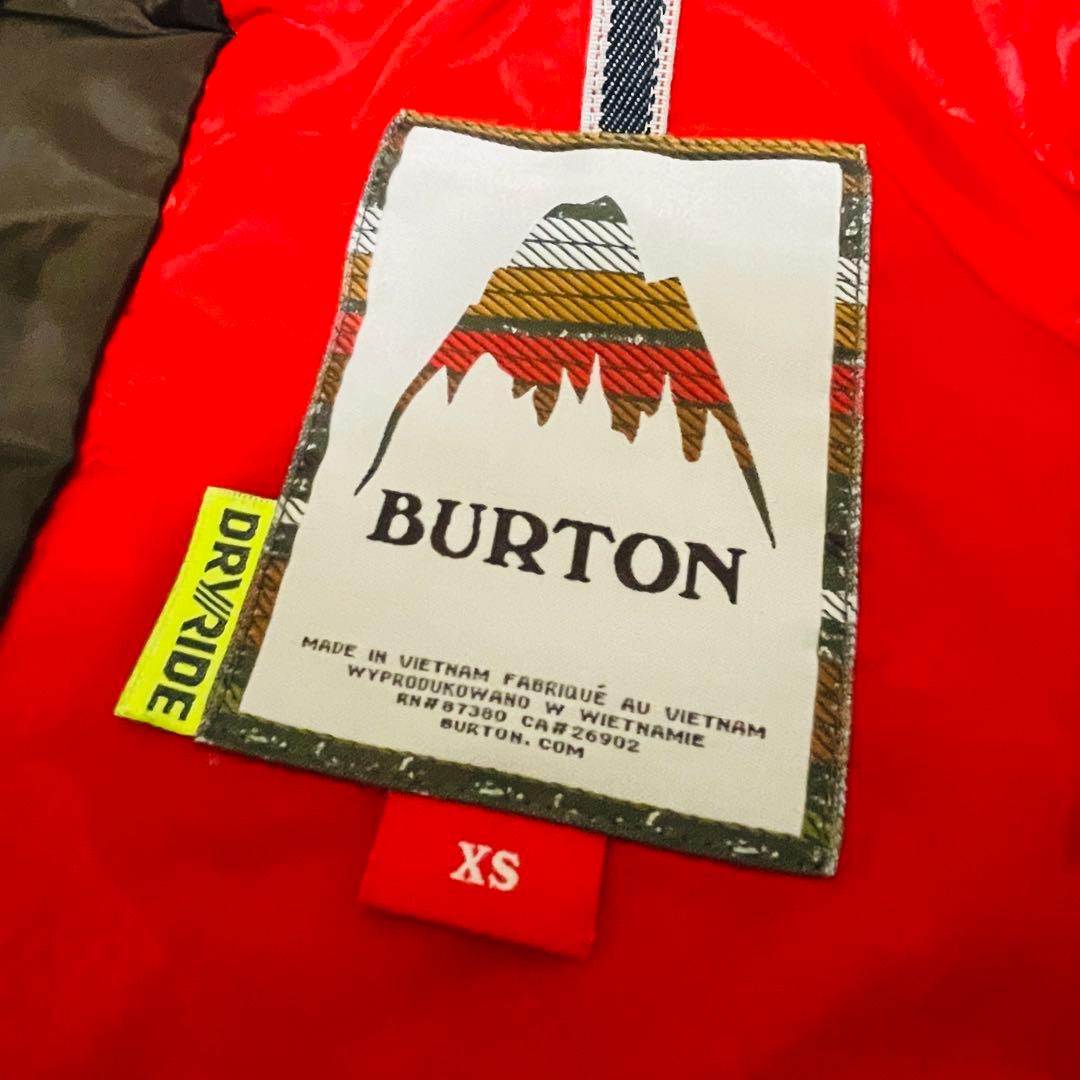 BURTON
MADE IN VIETNAM FABRIQUÉ AU VIETNAM
WYPRODUKOWANO W WIETNAMIE
RN#87380 CA#26902
BURTON.COM
DRY///RIDE
XS